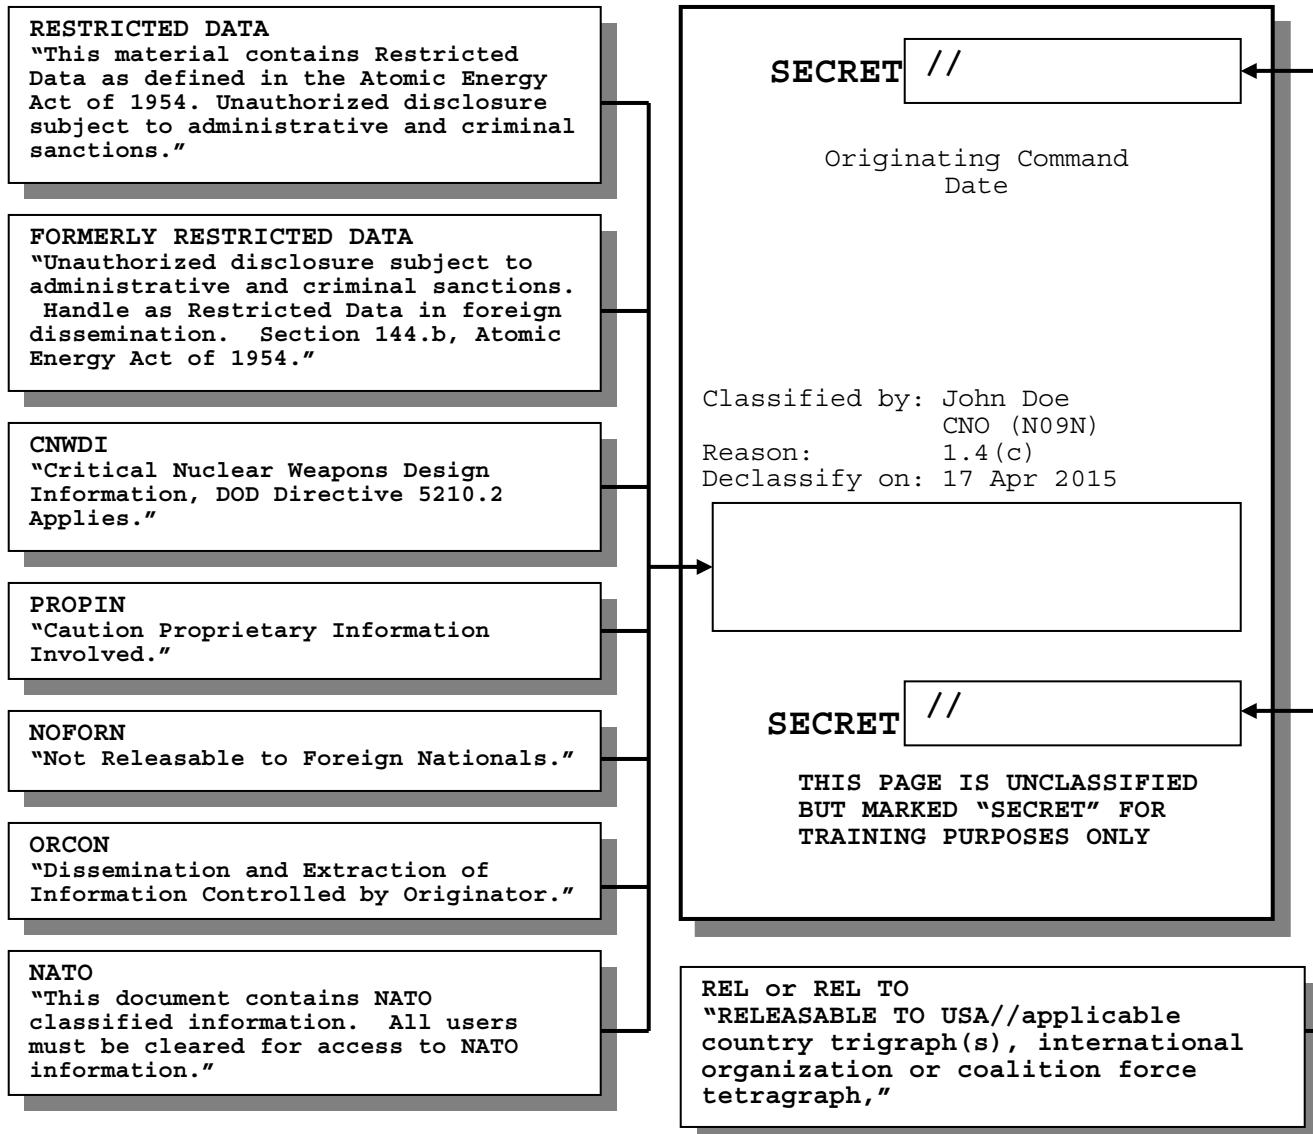 RESTRICTED DATA
“This material contains Restricted
Data as defined in the Atomic Energy
Act of 1954. Unauthorized disclosure
subject to administrative and criminal
sanctions.”
FORMERLY RESTRICTED DATA
“Unauthorized disclosure subject to
administrative and criminal sanctions.
Handle as Restricted Data in foreign
dissemination.  Section 144.b, Atomic
Energy Act of 1954.”
CNWDI
“Critical Nuclear Weapons Design
Information, DOD Directive 5210.2
Applies.”
PROPIN
“Caution Proprietary Information
Involved.”
NOFORN
“Not Releasable to Foreign Nationals.”
ORCON
“Dissemination and Extraction of
Information Controlled by Originator.”
NATO
“This document contains NATO
classified information.  All users
must be cleared for access to NATO
information.”
SECRET //
Originating Command
Date
Classified by: John Doe
CNO (N09N)
Reason: 1.4(c)
Declassify on: 17 Apr 2015
SECRET //
THIS PAGE IS UNCLASSIFIED
BUT MARKED “SECRET” FOR
TRAINING PURPOSES ONLY
REL or REL TO
“RELEASABLE TO USA//applicable
country trigraph(s), international
organization or coalition force
tetragraph,”